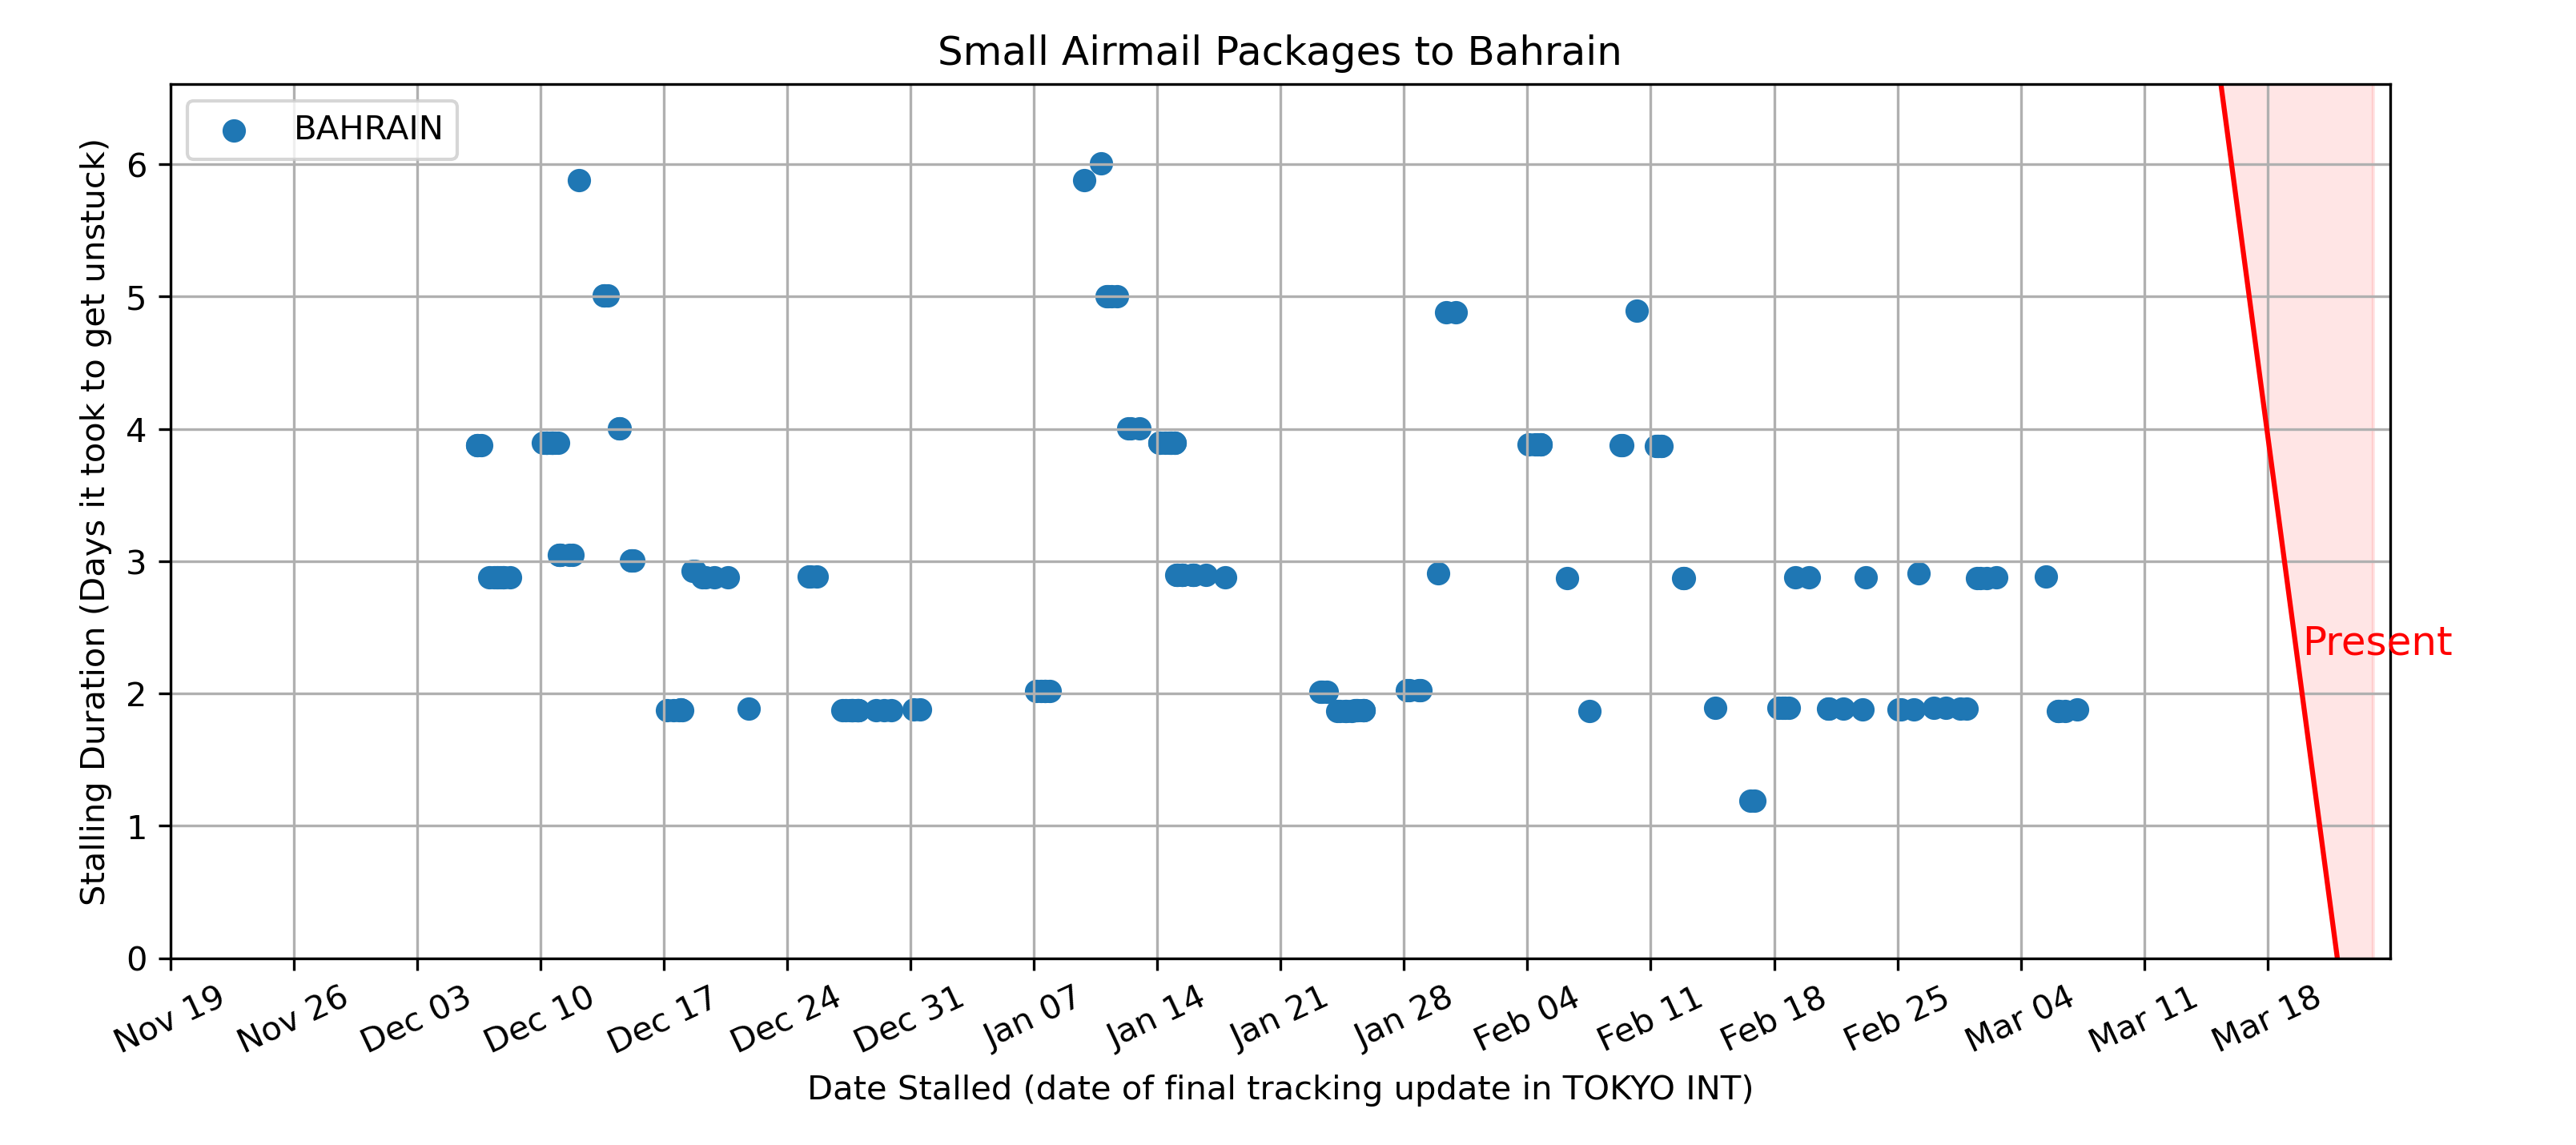 Small Airmail Packages to Bahrain
BAHRAIN
Stalling Duration (Days it took to get unstuck)
6
5
4
3
2
1
0
Present
Nov 19
Nov 26
Dec 03
Dec 10
Dec 17
Dec 24
Dec 31
Jan 07
Jan 14
Jan 21
Jan 28
Feb 04
Feb 11
Feb 18
Feb 25
Mar 04
Mar 11
Mar 18
Date Stalled (date of final tracking update in TOKYO INT)